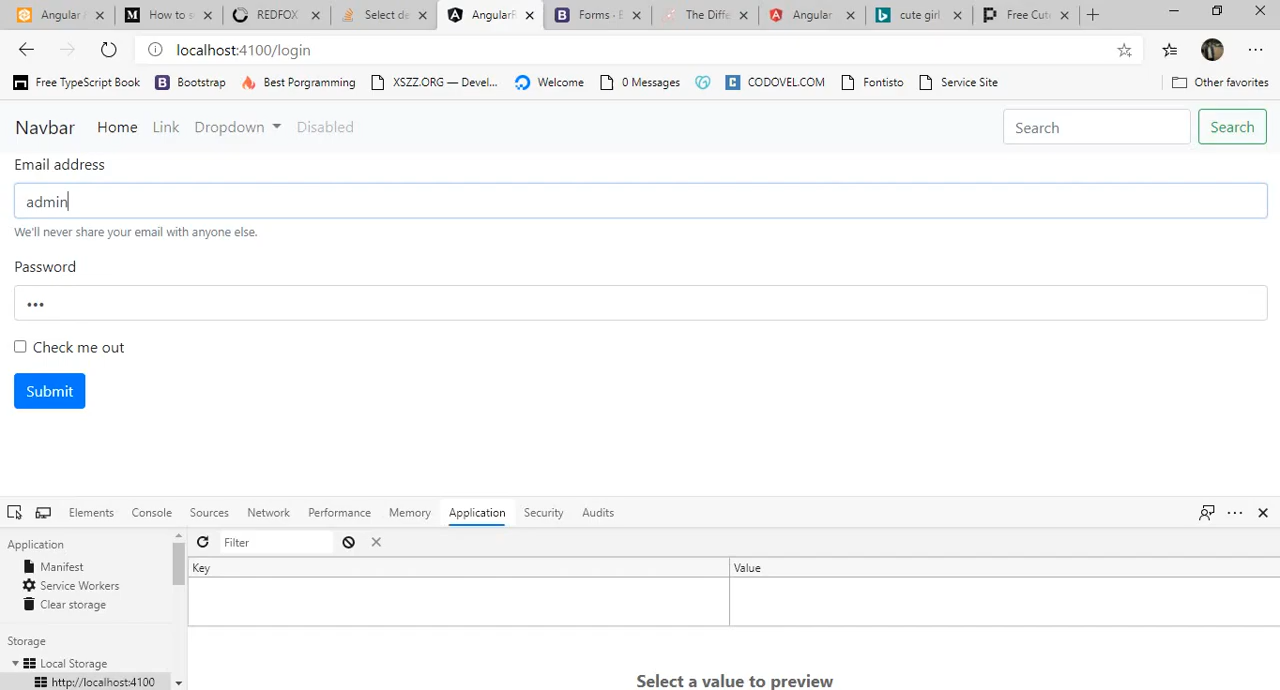 Angular
How to s
REDFOX
Select de
AngularF
Forms · B
The Diffe
Angular
cute girl
Free Cut
localhost:4100/login
Free TypeScript Book
Bootstrap
Best Porgramming
XSZZ.ORG — Devel...
Welcome
0 Messages
CODOVEL.COM
Fontisto
Service Site
Other favorites
Navbar
Home
Link
Dropdown
Disabled
Search
Search
Email address
admin
We'll never share your email with anyone else.
Password
•••
Check me out
Submit
Elements
Console
Sources
Network
Performance
Memory
Application
Security
Audits
Application
Filter
Key
Value
Manifest
Service Workers
Clear storage
Storage
Local Storage
http://localhost:4100
Select a value to preview